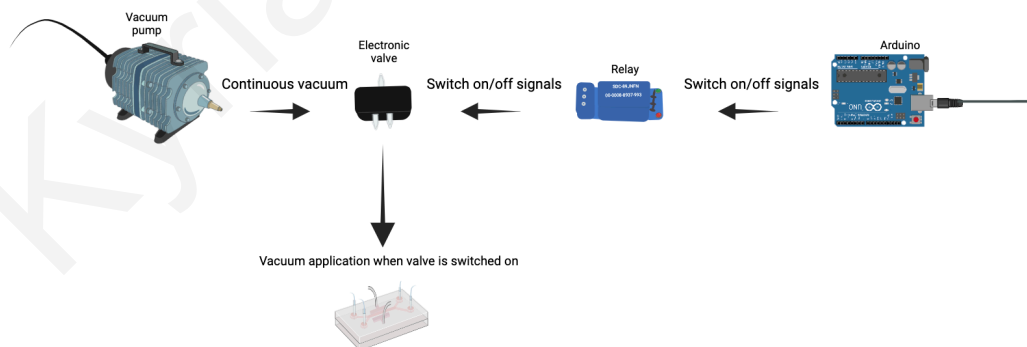 Vacuum
pump
Electronic
valve
Relay
Arduino
Continuous vacuum
Switch on/off signals
Switch on/off signals
Vacuum application when valve is switched on
UNO